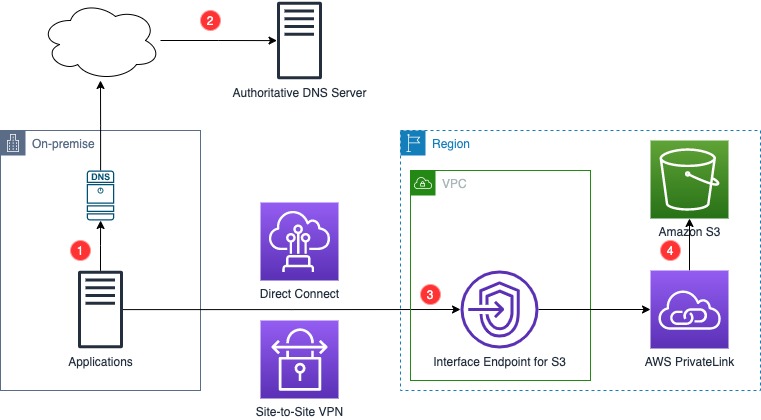 2
Authoritative DNS Server
On-premise
Region
DNS
VPC
1
Amazon S3
4
Direct Connect
3
Applications
Interface Endpoint for S3
AWS PrivateLink
Site-to-Site VPN